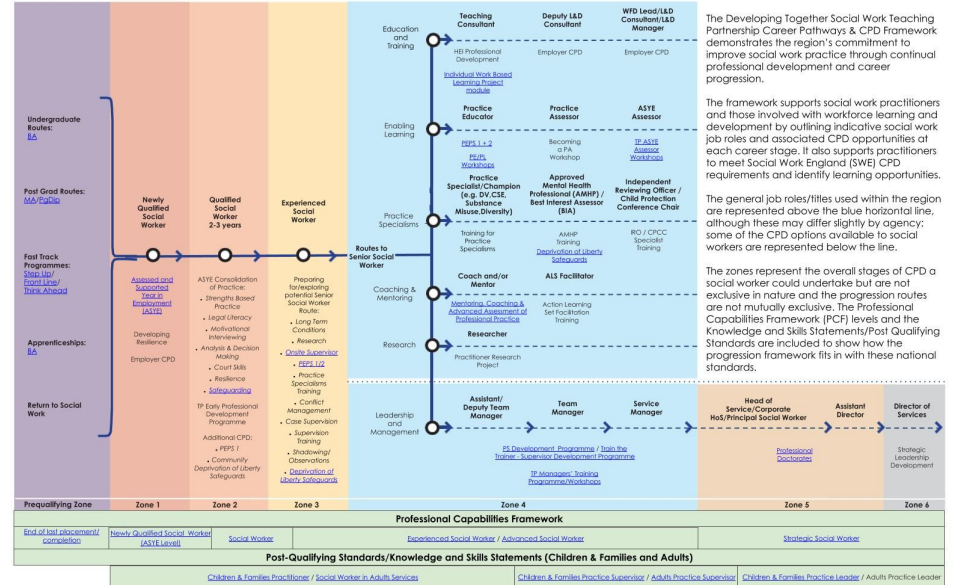 Undergraduate
Routes:
BA
Post Grad Routes:
MA/PgDip
Fast Track
Programmes:
Step Up/
Front Line/
Think Ahead
Apprenticeships:
BA
Return to Social
Work
Prequalifying Zone
Newly
Qualified
Social
Worker
Assessed and
Supported
Year in
Employment
(ASYE)
Developing
Resilience
Employer CPD
Zone 1
Qualified
Social
Worker
2-3 years
ASYE Consolidation
of Practice:
• Strengths Based
Practice
• Legal Literacy
• Motivational
Interviewing
• Analysis & Decision
Making
• Court Skills
• Resilience
• Safeguarding
TP Early Professional
Development
Programme
Additional CPD:
• PEPS 1
• Community
Deprivation of Liberty
Safeguards
Zone 2
Experienced
Social
Worker
Preparing
for/exploring
potential Senior
Social Worker
Route:
• Long Term
Conditions
• Research
• Onsite Supervisor
• PEPS 1/2
• Practice
Specialisms
Training
• Conflict
Management
• Case Supervision
• Supervision
Training
• Shadowing/
Observations
• Deprivation of
Liberty Safeguards
Zone 3
Routes to
Senior Social
Worker
Education
and
Training
Teaching
Consultant
HEI Professional
Development
Individual Work Based
Learning Project
module
Deputy L&D
Consultant
Employer CPD
WFD Lead/L&D
Consultant/L&D
Manager
Employer CPD
Enabling
Learning
Practice
Educator
PEPS 1 + 2
PE/PL
Workshops
Practice
Assessor
Becoming
a PA
Workshop
ASYE
Assessor
TP ASYE
Assessor
Workshops
Practice
Specialisms
Practice
Specialist/Champion
(e.g. DV,CSE,
Substance
Misuse,Diversity)
Training for
Practice
Specialisms
Approved
Mental Health
Professional (AMHP) /
Best Interest Assessor
(BIA)
AMHP
Training
Deprivation of Liberty
Safeguards
Independent
Reviewing Officer /
Child Protection
Conference Chair
IRO / CPCC
Specialist
Training
Coaching &
Mentoring
Coach and/or
Mentor
Mentoring, Coaching &
Advanced Assessment of
Professional Practice
ALS Facilitator
Action Learning
Set Facilitation
Training
Research
Researcher
Practitioner Research
Project
Leadership
and
Management
Assistant/
Deputy Team
Manager
Team
Manager
Service
Manager
PS Development Programme / Train the
Trainer - Supervisor Development Programme
TP Managers' Training
Programme/Workshops
Zone 4
Head of
Service/Corporate
HoS/Principal Social Worker
Assistant
Director
Professional
Doctorates
Zone 5
Director of
Services
Strategic
Leadership
Development
Zone 6
The Developing Together Social Work Teaching
Partnership Career Pathways & CPD Framework
demonstrates the region's commitment to
improve social work practice through continual
professional development and career
progression.
The framework supports social work practitioners
and those involved with workforce learning and
development by outlining indicative social work
job roles and associated CPD opportunities at
each career stage. It also supports practitioners
to meet Social Work England (SWE) CPD
requirements and identify learning opportunities.
The general job roles/titles used within the region
are represented above the blue horizontal line,
although these may differ slightly by agency;
some of the CPD options available to social
workers are represented below the line.
The zones represent the overall stages of CPD a
social worker could undertake but are not
exclusive in nature and the progression routes
are not mutually exclusive. The Professional
Capabilities Framework (PCF) levels and the
Knowledge and Skills Statements/Post Qualifying
Standards are included to show how the
progression framework fits in with these national
standards.
Professional Capabilities Framework
End of last placement/
completion
Newly Qualified Social Worker
(ASYE Level)
Social Worker
Experienced Social Worker / Advanced Social Worker
Strategic Social Worker
Post-Qualifying Standards/Knowledge and Skills Statements (Children & Families and Adults)
Children & Families Practitioner / Social Worker in Adults Services
Children & Families Practice Supervisor / Adults Practice Supervisor
Children & Families Practice Leader / Adults Practice Leader